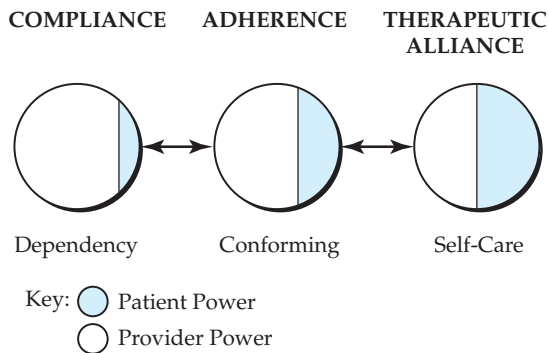 COMPLIANCE ADHERENCE THERAPEUTIC
ALLIANCE
Dependency Conforming Self-Care
Key: Patient Power
Provider Power